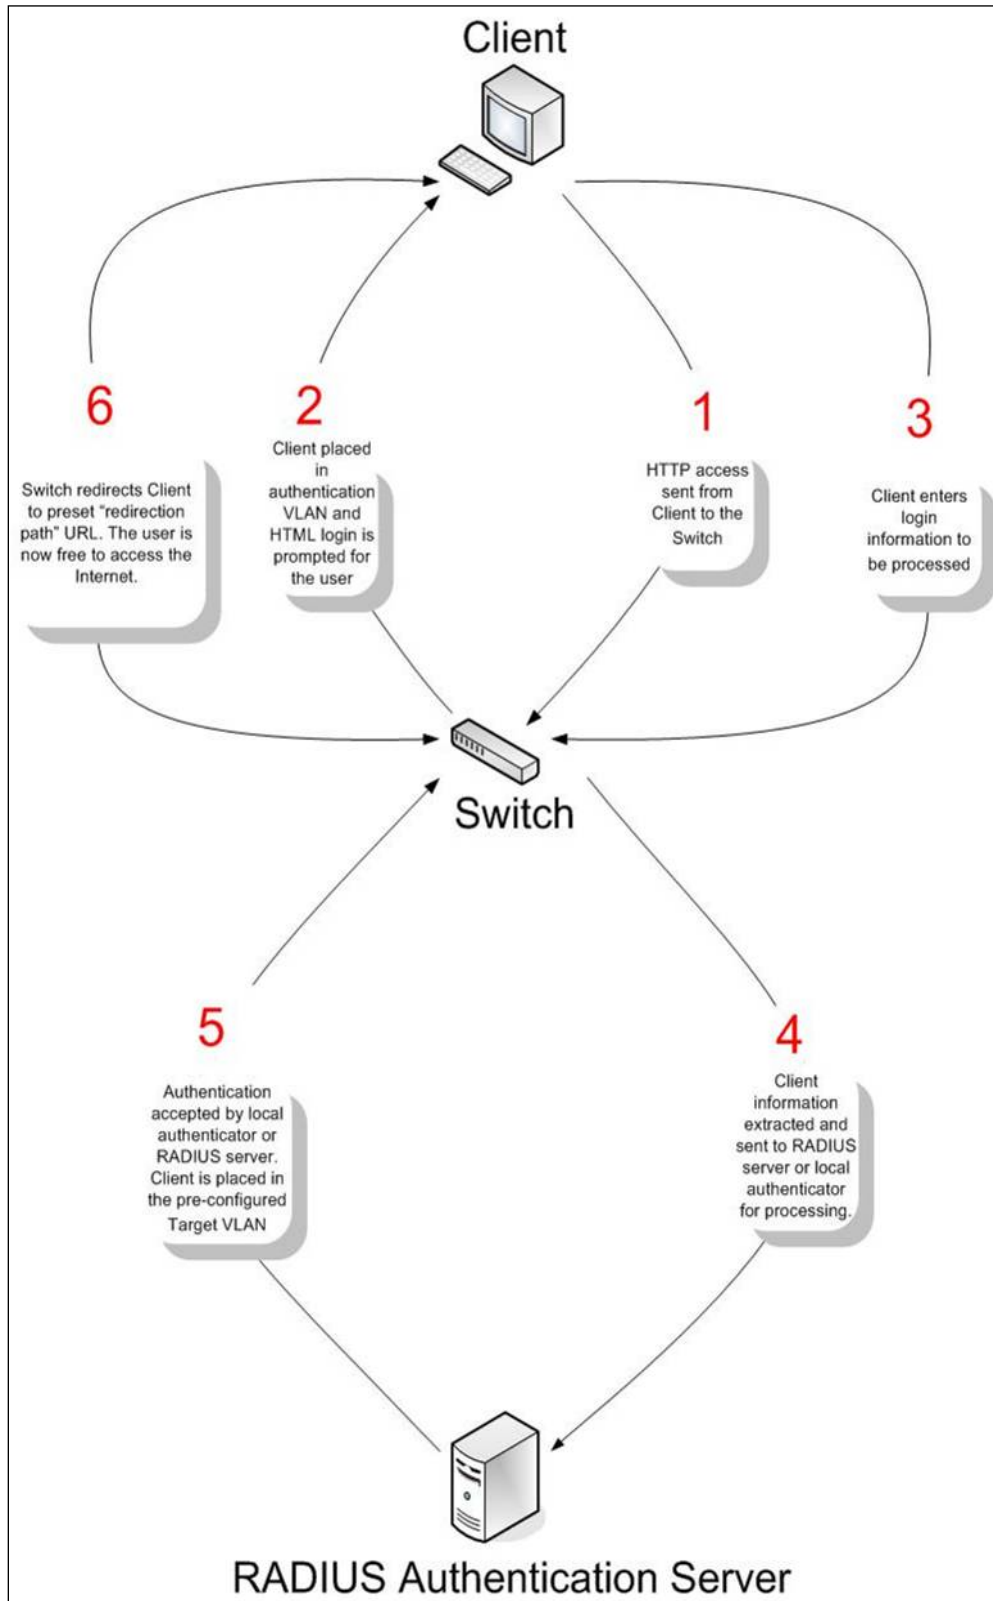 Client
6
Switch redirects Client
to preset “redirection
path” URL. The user is
now free to access the
Internet.
2
Client placed
in
authentication
VLAN and
HTML login is
prompted for
the user
1
HTTP access
sent from
Client to the
Switch
3
Client enters
login
information to
be processed
Switch
5
Authentication
accepted by local
authenticator or
RADIUS server.
Client is placed in
the pre-configured
Target VLAN
4
Client
information
extracted and
sent to RADIUS
server or local
authenticator
for processing.
RADIUS Authentication Server